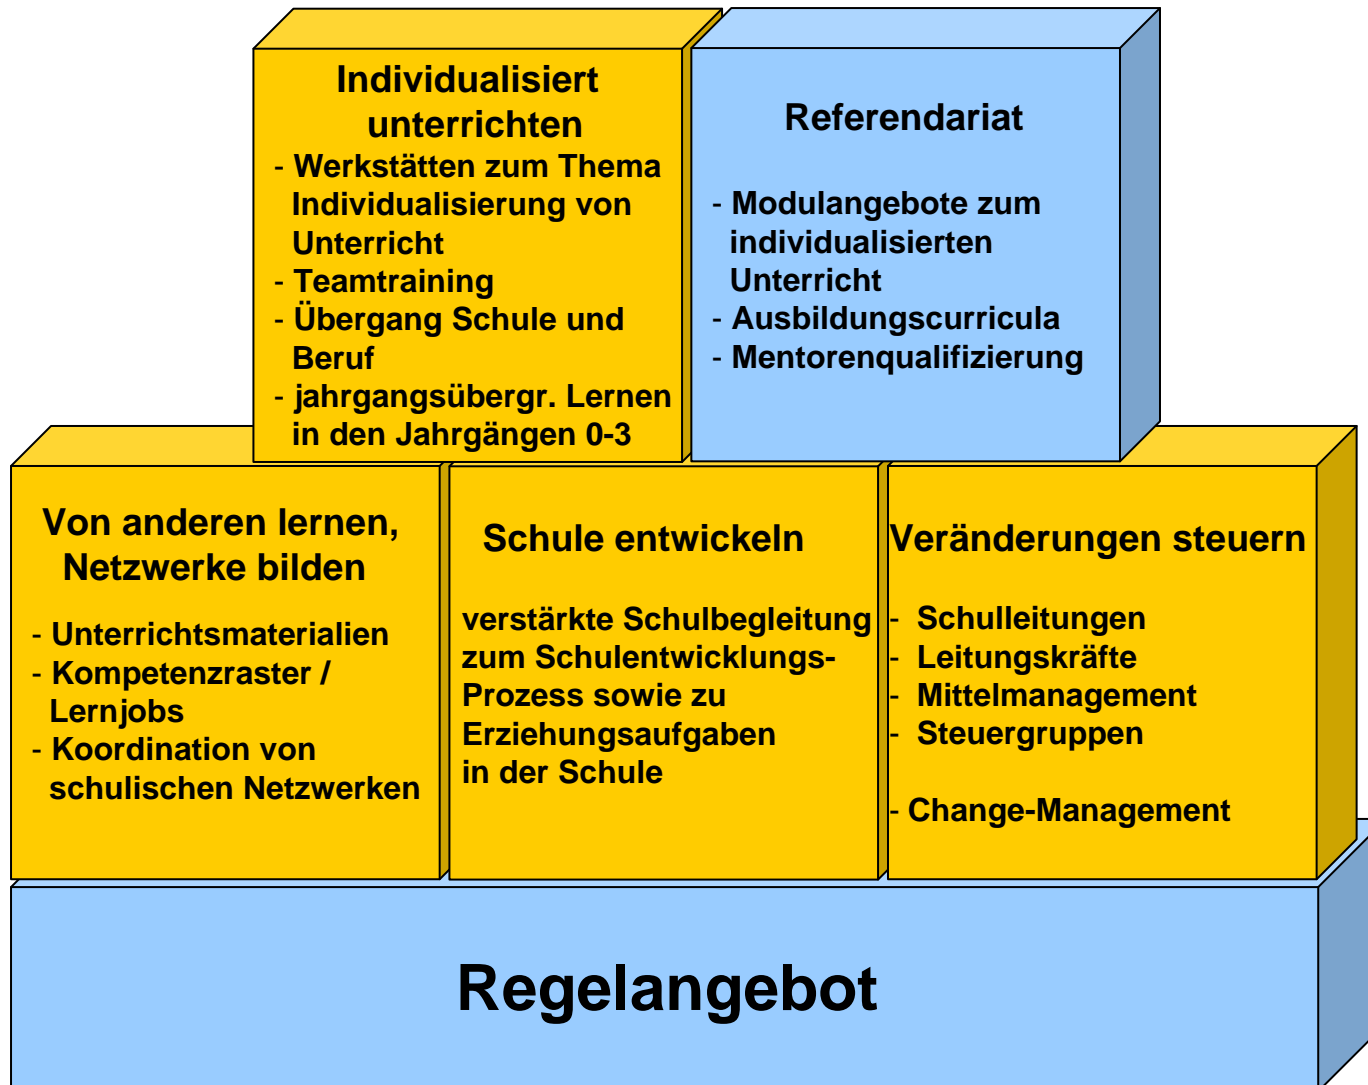 Individualisiert
unterrichten
- Werkstätten zum Thema
Individualisierung von
Unterricht
- Teamtraining
- Übergang Schule und
Beruf
- jahrgangsübergr. Lernen
in den Jahrgängen 0-3
Referendariat
- Modulangebote zum
individualisierten
Unterricht
- Ausbildungscurricula
- Mentorenqualifizierung
Von anderen lernen,
Netzwerke bilden
- Unterrichtsmaterialien
- Kompetenzraster /
Lernjobs
- Koordination von
schulischen Netzwerken
Schule entwickeln
verstärkte Schulbegleitung
zum Schulentwicklungs-
Prozess sowie zu
Erziehungsaufgaben
in der Schule
Veränderungen steuern
- Schulleitungen
- Leitungskräfte
- Mittelmanagement
- Steuergruppen
- Change-Management
Regelangebot